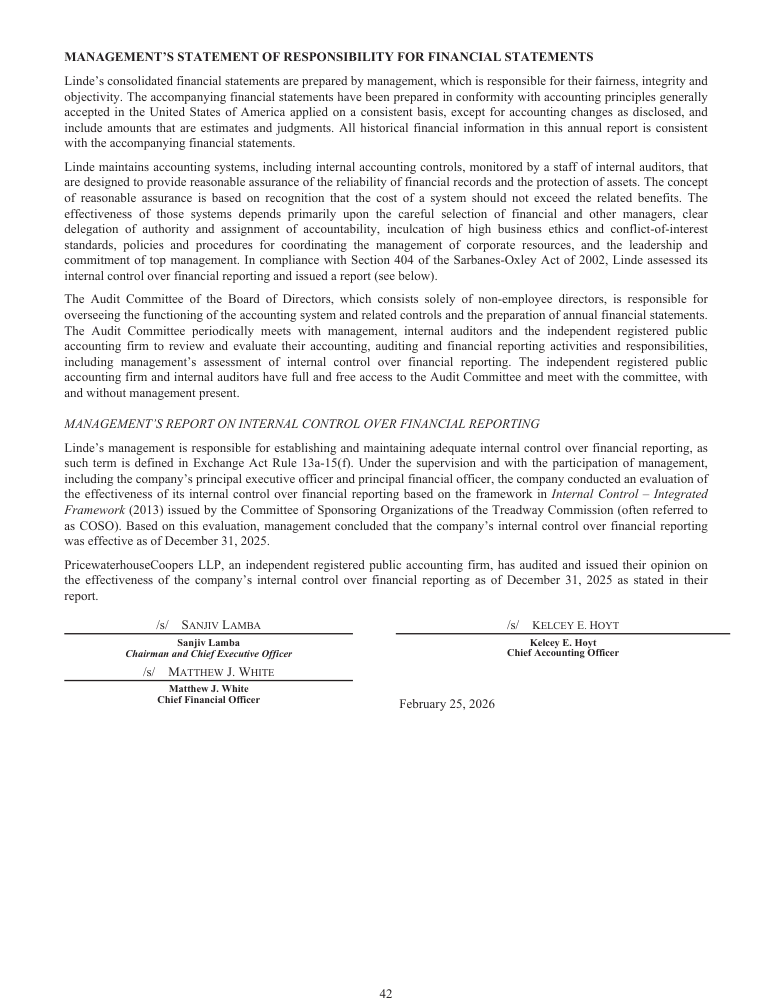 MANAGEMENT’S STATEMENT OF RESPONSIBILITY FOR FINANCIAL STATEMENTS
Linde’s consolidated financial statements are prepared by management, which is responsible for their fairness, integrity and
objectivity. The accompanying financial statements have been prepared in conformity with accounting principles generally
accepted in the United States of America applied on a consistent basis, except for accounting changes as disclosed, and
include amounts that are estimates and judgments. All historical financial information in this annual report is consistent
with the accompanying financial statements.
Linde maintains accounting systems, including internal accounting controls, monitored by a staff of internal auditors, that
are designed to provide reasonable assurance of the reliability of financial records and the protection of assets. The concept
of reasonable assurance is based on recognition that the cost of a system should not exceed the related benefits. The
effectiveness of those systems depends primarily upon the careful selection of financial and other managers, clear
delegation of authority and assignment of accountability, inculcation of high business ethics and conflict-of-interest
standards, policies and procedures for coordinating the management of corporate resources, and the leadership and
commitment of top management. In compliance with Section 404 of the Sarbanes-Oxley Act of 2002, Linde assessed its
internal control over financial reporting and issued a report (see below).
The Audit Committee of the Board of Directors, which consists solely of non-employee directors, is responsible for
overseeing the functioning of the accounting system and related controls and the preparation of annual financial statements.
The Audit Committee periodically meets with management, internal auditors and the independent registered public
accounting firm to review and evaluate their accounting, auditing and financial reporting activities and responsibilities,
including management’s assessment of internal control over financial reporting. The independent registered public
accounting firm and internal auditors have full and free access to the Audit Committee and meet with the committee, with
and without management present.
MANAGEMENT’S REPORT ON INTERNAL CONTROL OVER FINANCIAL REPORTING
Linde’s management is responsible for establishing and maintaining adequate internal control over financial reporting, as
such term is defined in Exchange Act Rule 13a-15(f). Under the supervision and with the participation of management,
including the company’s principal executive officer and principal financial officer, the company conducted an evaluation of
the effectiveness of its internal control over financial reporting based on the framework in Internal Control – Integrated
Framework (2013) issued by the Committee of Sponsoring Organizations of the Treadway Commission (often referred to
as COSO). Based on this evaluation, management concluded that the company’s internal control over financial reporting
was effective as of December 31, 2025.
PricewaterhouseCoopers LLP, an independent registered public accounting firm, has audited and issued their opinion on
the effectiveness of the company’s internal control over financial reporting as of December 31, 2025 as stated in their
report.
/s/ SANJIV LAMBA
Sanjiv Lamba
Chairman and Chief Executive Officer
/s/ KELCEY E. HOYT
Kelcey E. Hoyt
Chief Accounting Officer
/s/ MATTHEW J. WHITE
Matthew J. White
Chief Financial Officer
February 25, 2026
42